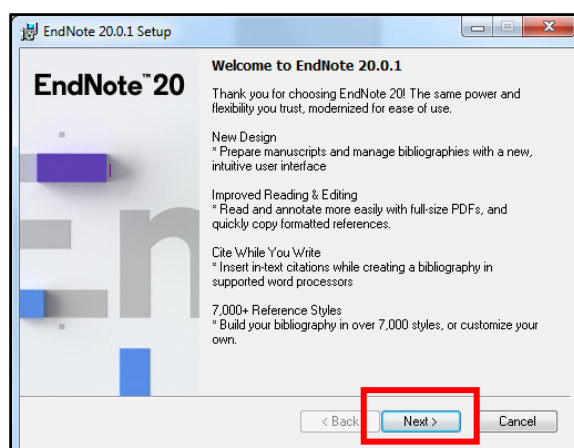 EndNote 20.0.1 Setup
EndNote™ 20
Welcome to EndNote 20.0.1
Thank you for choosing EndNote 20! The same power and
flexibility you trust, modernized for ease of use.
New Design
* Prepare manuscripts and manage bibliographies with a new,
intuitive user interface
Improved Reading & Editing
* Read and annotate more easily with full-size PDFs, and
quickly copy formatted references.
Cite While You Write
* Insert in-text citations while creating a bibliography in
supported word processors
7,000+ Reference Styles
* Build your bibliography in over 7,000 styles, or customize your
own.
< Back
Next >
Cancel